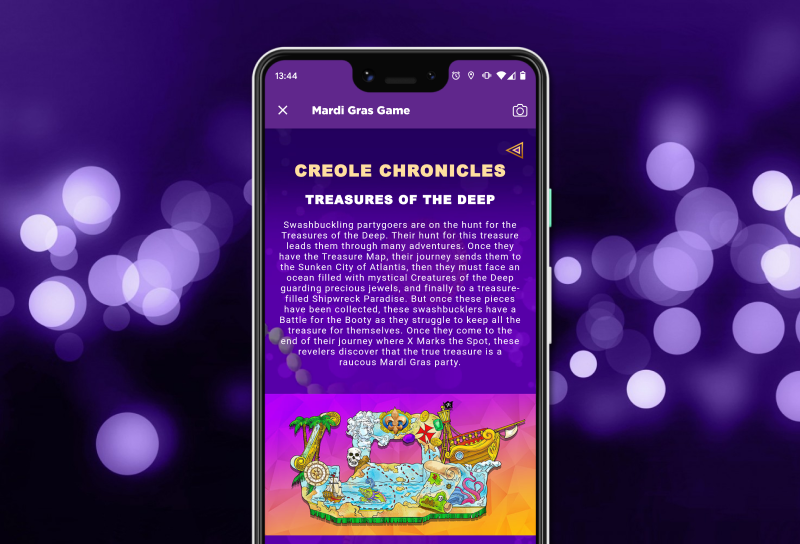 13:44
Mardi Gras Game
CREOLE CHRONICLES
TREASURES OF THE DEEP
Swashbuckling partygoers are on the hunt for the
Treasures of the Deep. Their hunt for this treasure
leads them through many adventures. Once they
have the Treasure Map, their journey sends them to
the Sunken City of Atlantis, then they must face an
ocean filled with mystical Creatures of the Deep
guarding precious jewels, and finally to a treasure-
filled Shipwreck Paradise. But once these pieces
have been collected, these swashbucklers have a
Battle for the Booty as they struggle to keep all the
treasure for themselves. Once they come to the
end of their journey where X Marks the Spot, these
revelers discover that the true treasure is a
raucous Mardi Gras party.